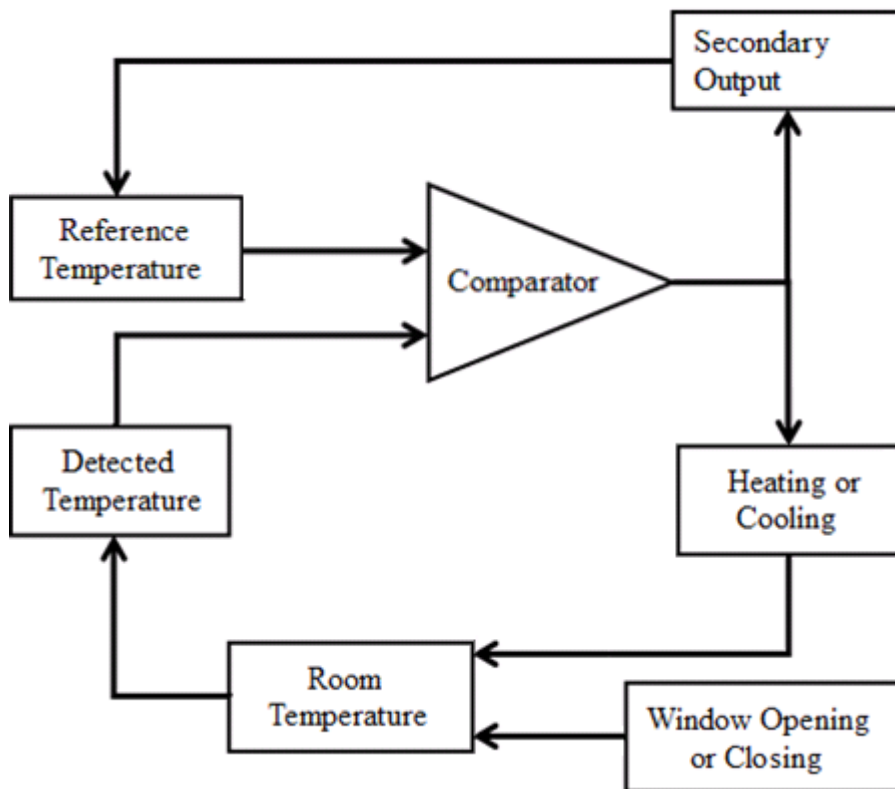 Secondary
Output
Reference
Temperature
Comparator
Detected
Temperature
Heating or
Cooling
Room
Temperature
Window Opening
or Closing